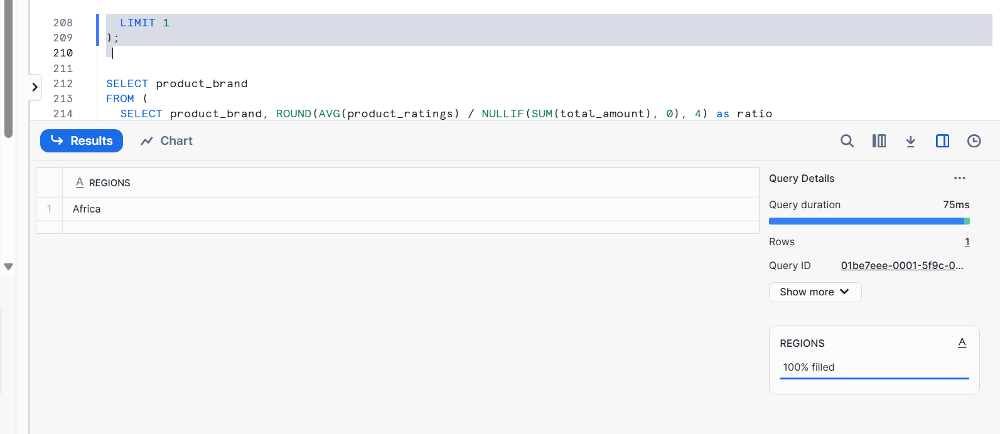 208 LIMIT 1
209 );
210
211
212 SELECT product_brand
213 FROM (
214 SELECT product_brand, ROUND(AVG(product_ratings) / NULLIF(SUM(total_amount), 0), 4) as ratio
Results Chart
A REGIONS
1 Africa
Query Details ...
Query duration 75ms
Rows 1
Query ID 01be7eee-0001-5f9c-0...
Show more
REGIONS A
100% filled